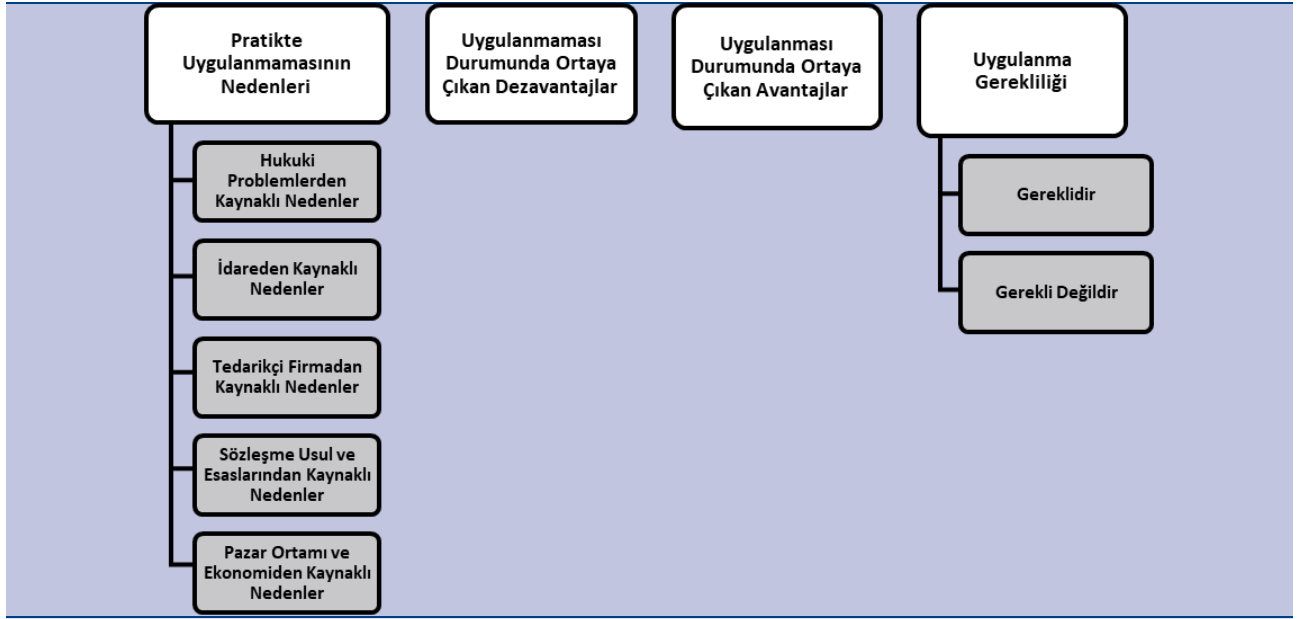 Pratikte
Uygulanmamasının
Nedenleri
Hukuki
Problemlerden
Kaynaklı Nedenler
İdareden Kaynaklı
Nedenler
Tedarikçi Firmadan
Kaynaklı Nedenler
Sözleşme Usul ve
Esaslarından Kaynaklı
Nedenler
Pazar Ortamı ve
Ekonomiden Kaynaklı
Nedenler
Uygulanmaması
Durumunda Ortaya
Çıkan Dezavantajlar
Uygulanması
Durumunda Ortaya
Çıkan Avantajlar
Uygulanma
Gerekliliği
Gereklidir
Gerekli Değildir